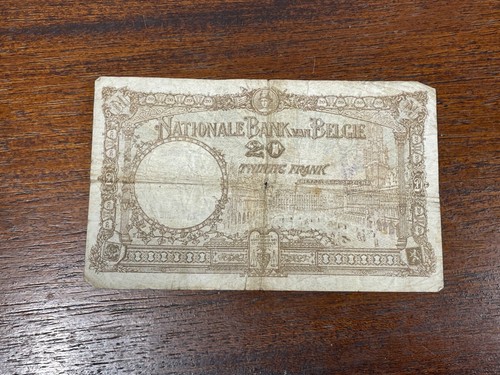 NATIONALE BANK VAN BELGIE
20
TWINTIG FRANK